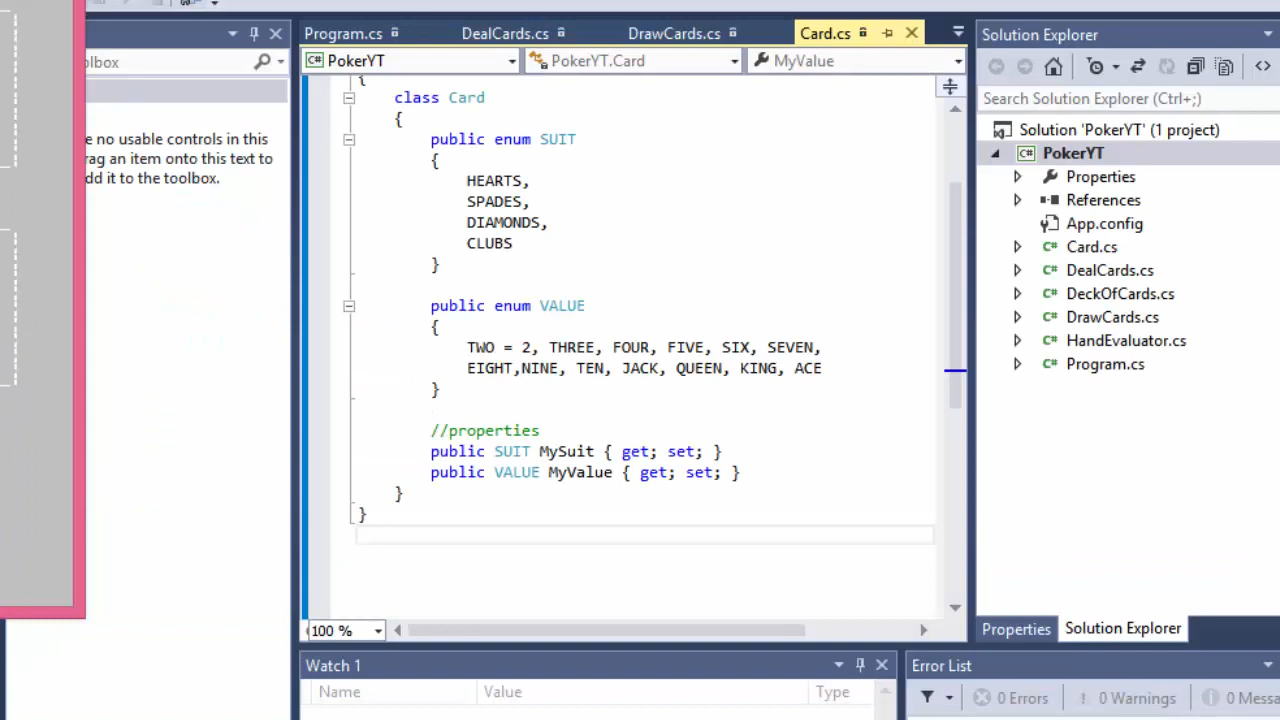 Program.cs
DealCards.cs
DrawCards.cs
Card.cs
Solution Explorer
lbox
PokerYT
PokerYT.Card
MyValue
Search Solution Explorer (Ctrl+;)
e no usable controls in this
rag an item onto this text to
dd it to the toolbox.
{
class Card
{
public enum SUIT
{
HEARTS,
SPADES,
DIAMONDS,
CLUBS
}
public enum VALUE
{
TWO = 2, THREE, FOUR, FIVE, SIX, SEVEN,
EIGHT,NINE, TEN, JACK, QUEEN, KING, ACE
}
//properties
public SUIT MySuit { get; set; }
public VALUE MyValue { get; set; }
}
}
Solution 'PokerYT' (1 project)
C# PokerYT
Properties
References
App.config
C# Card.cs
C# DealCards.cs
C# DeckOfCards.cs
C# DrawCards.cs
C# HandEvaluator.cs
C# Program.cs
100 %
Properties
Solution Explorer
Watch 1
Name
Value
Type
Error List
0 Errors
0 Warnings
0 Messa